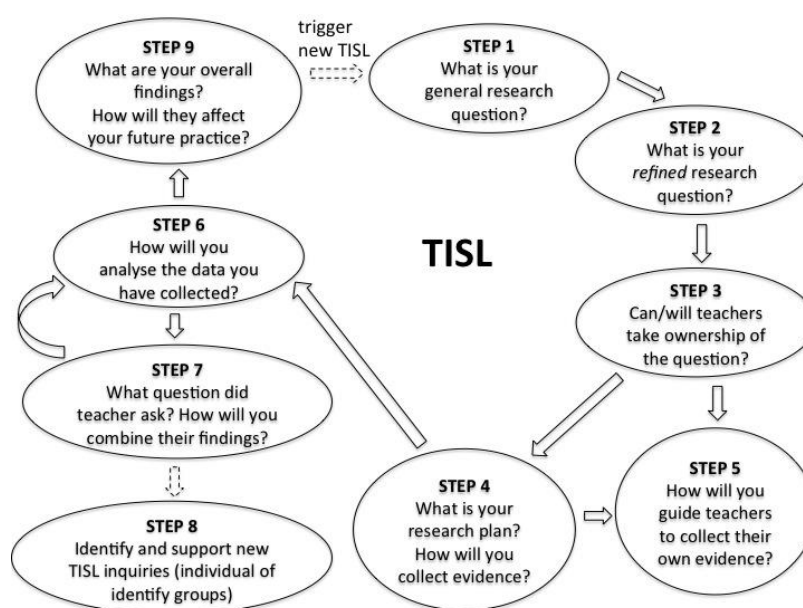 STEP 9
What are your overall
findings?
How will they affect
your future practice?
trigger
new TISL
STEP 1
What is your
general research
question?
STEP 2
What is your
refined research
question?
STEP 6
How will you
analyse the data you
have collected?
TISL
STEP 3
Can/will teachers
take ownership of
the question?
STEP 7
What question did
teacher ask? How will you
combine their findings?
STEP 4
What is your
research plan?
How will you
collect evidence?
STEP 5
How will you
guide teachers
to collect their
own evidence?
STEP 8
Identify and support new
TISL inquiries (individual of
identify groups)